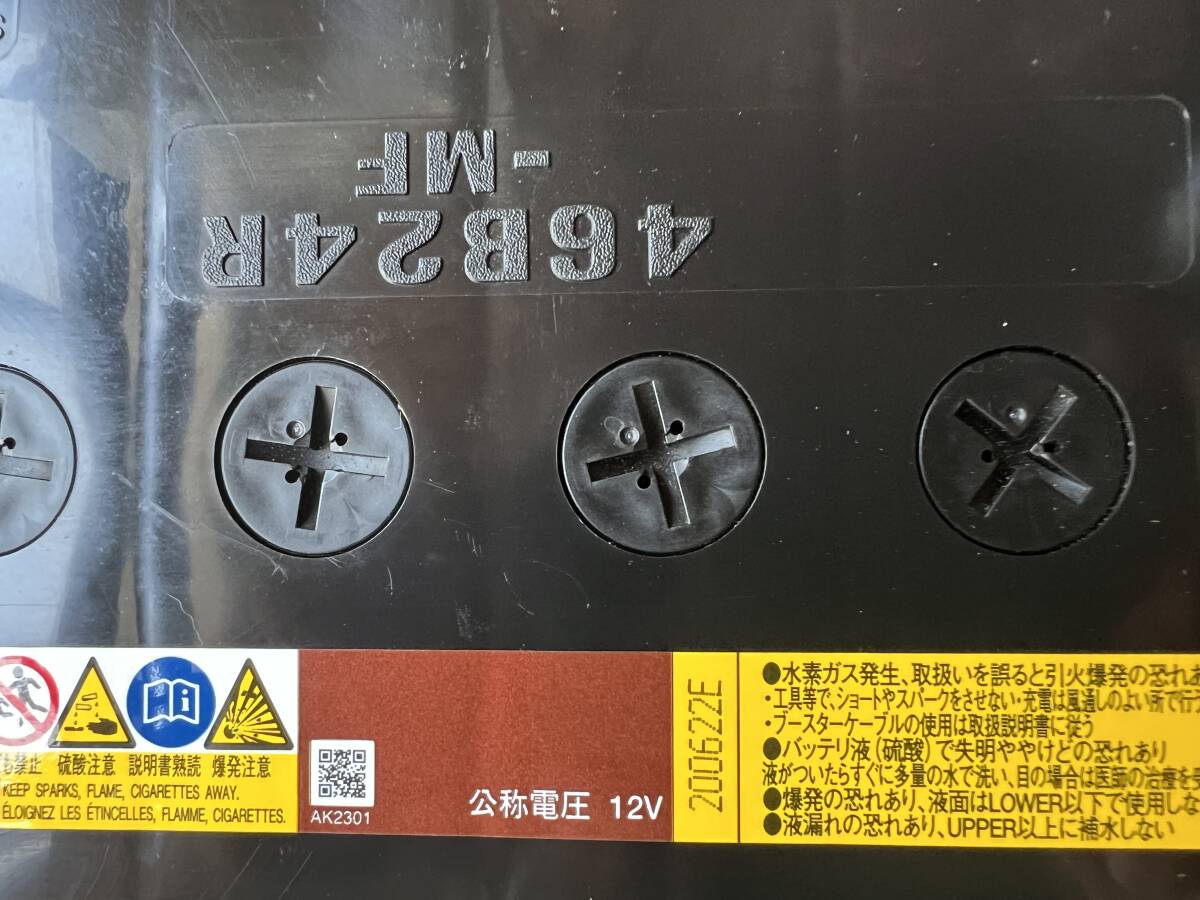 46B24R
-MF
も禁止 硫酸注意 説明書熟読 爆発注意
KEEP SPARKS, FLAME, CIGARETTES AWAY.
ÉLOIGNEZ LES ÉTINCELLES, FLAMME, CIGARETTES.
AK2301
公称電圧 12V
200622E
●水素ガス発生、取扱いを誤ると引火爆発の恐れあ
・工具等で、ショートやスパークをさせない・充電は風通しのよい所で行
・ブースターケーブルの使用は取扱説明書に従う
●バッテリ液(硫酸)で失明ややけどの恐れあり
液がついたらすぐに多量の水で洗い、目の場合は医師の治療を
●爆発の恐れあり、液面はLOWER以下で使用しな
●液漏れの恐れあり、UPPER以上に補水しない